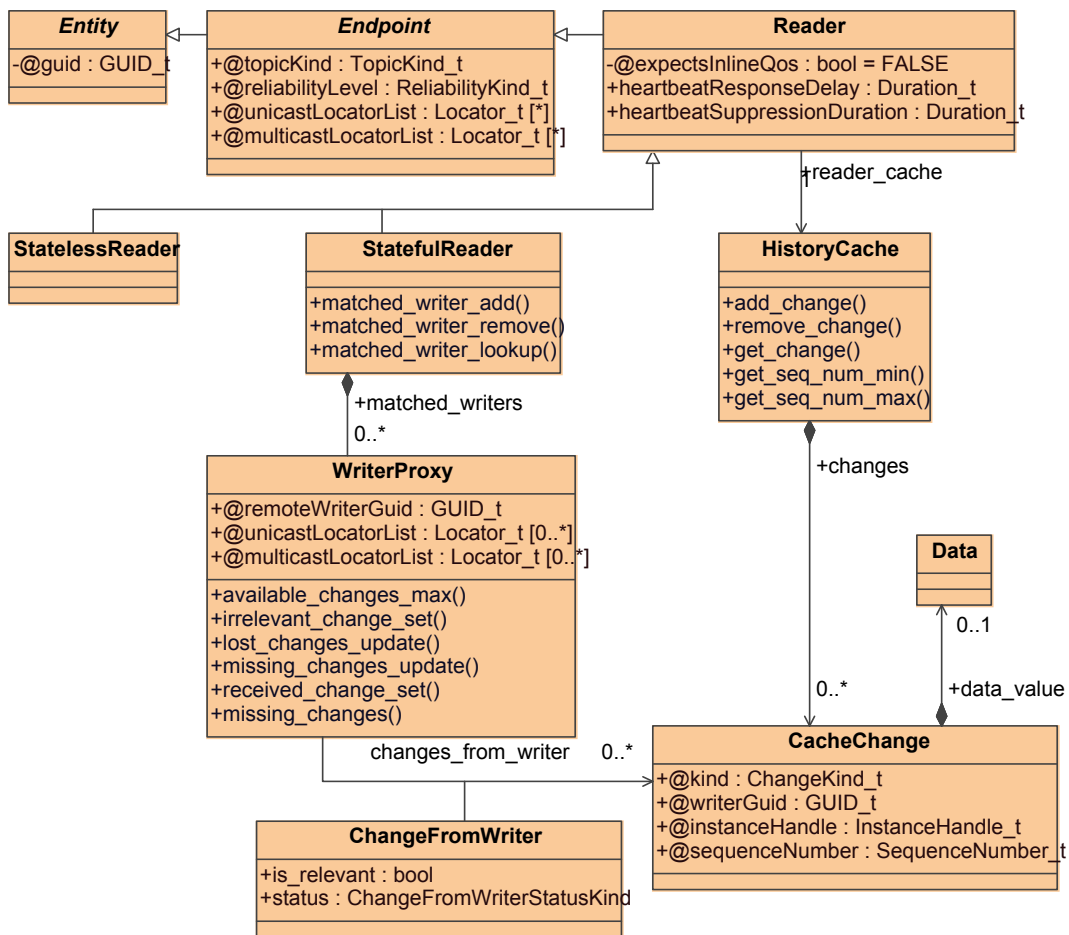 Entity
-@guid : GUID_t
Endpoint
+@topicKind : TopicKind_t
+@reliabilityLevel : ReliabilityKind_t
+@unicastLocatorList : Locator_t [*]
+@multicastLocatorList : Locator_t [*]
Reader
-@expectsInlineQos : bool = FALSE
+heartbeatResponseDelay : Duration_t
+heartbeatSuppressionDuration : Duration_t
+reader_cache
1
StatelessReader
StatefulReader
+matched_writer_add()
+matched_writer_remove()
+matched_writer_lookup()
HistoryCache
+add_change()
+remove_change()
+get_change()
+get_seq_num_min()
+get_seq_num_max()
+matched_writers
0..*
+changes
WriterProxy
+@remoteWriterGuid : GUID_t
+@unicastLocatorList : Locator_t [0..*]
+@multicastLocatorList : Locator_t [0..*]
+available_changes_max()
+irrelevant_change_set()
+lost_changes_update()
+missing_changes_update()
+received_change_set()
+missing_changes()
Data
0..1
0..*
+data_value
changes_from_writer
0..*
CacheChange
+@kind : ChangeKind_t
+@writerGuid : GUID_t
+@instanceHandle : InstanceHandle_t
+@sequenceNumber : SequenceNumber_t
ChangeFromWriter
+is_relevant : bool
+status : ChangeFromWriterStatusKind